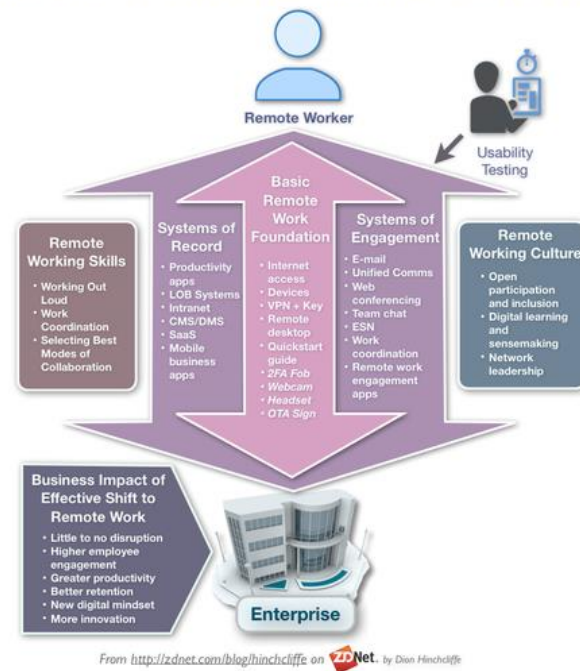 Remote Worker
Usability
Testing
Basic
Remote
Work
Foundation
• Internet
access
• Devices
• VPN + Key
• Remote
desktop
• Quickstart
guide
• 2FA Fob
• Webcam
• Headset
• OTA Sign
Systems of
Record
• Productivity
apps
• LOB Systems
• Intranet
• CMS/DMS
• SaaS
• Mobile
business
apps
Systems of
Engagement
• E-mail
• Unified Comms
• Web
conferencing
• Team chat
• ESN
• Work
coordination
• Remote work
engagement
apps
Remote
Working Skills
• Working Out
Loud
• Work
Coordination
• Selecting Best
Modes of
Collaboration
Remote
Working Culture
• Open
participation
and inclusion
• Digital learning
and
sensemaking
• Network
leadership
Business Impact of
Effective Shift to
Remote Work
• Little to no disruption
• Higher employee
engagement
• Greater productivity
• Better retention
• New digital mindset
• More innovation
Enterprise
From http://zdnet.com/blog/hinchcliffe on ZDNet. by Dion Hinchcliffe